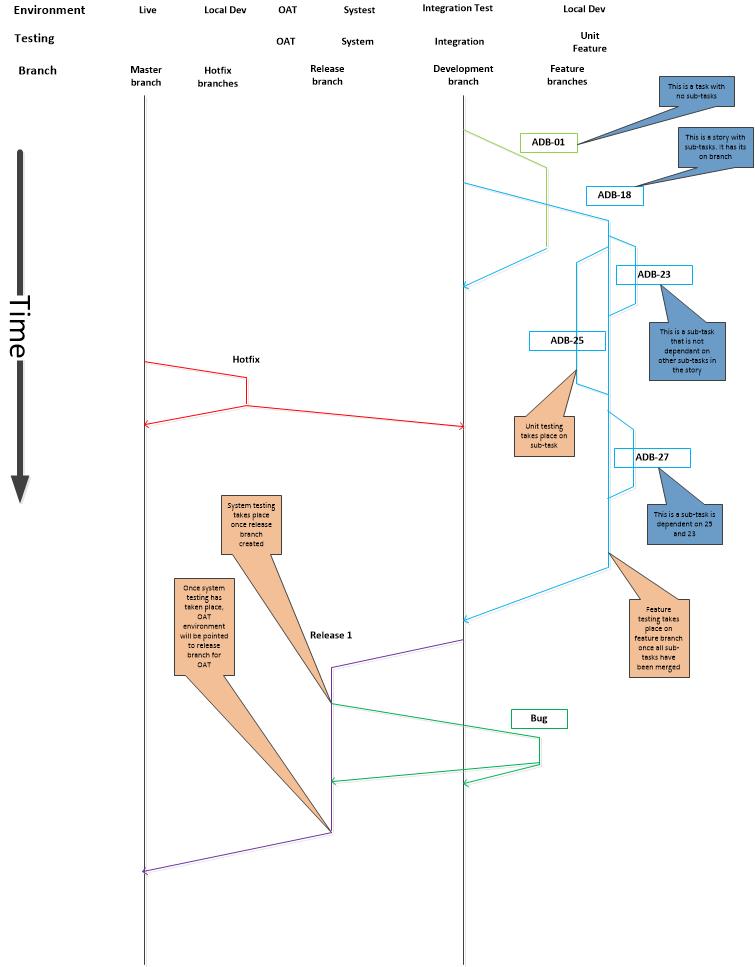 Environment Live Local Dev OAT Systest Integration Test Local Dev
Testing OAT System Integration Unit
Feature
Branch Master
branch Hotfix
branches Release
branch Development
branch Feature
branches
This is a task with
no sub-tasks
ADB-01
This is a story with
sub-tasks. It has its
on branch
ADB-18
ADB-23
Time
ADB-25
This is a sub-task
that is not
dependant on
other sub-tasks in
the story
Hotfix
Unit testing
takes place on
sub-task
ADB-27
System testing
takes place
once release
branch
created
This is a sub-task is
dependent on 25
and 23
Once system
testing has
taken place,
OAT
environment
will be pointed
to release
branch for
OAT
Release 1
Feature
testing takes
place on
feature branch
once all sub-
tasks have
been merged
Bug